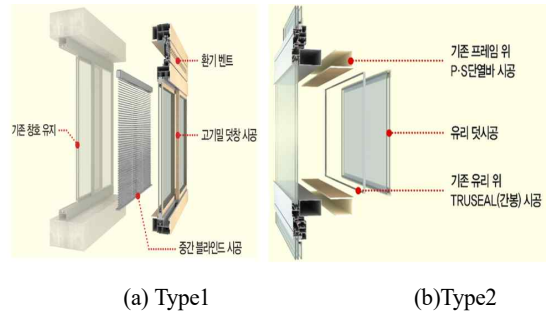 환기 벤트
기존 창호 유지
고기밀 덧창 시공
중간 블라인드 시공
기존 프레임 위
P·S단열바 시공
유리 덧시공
기존 유리 위
TRUSEAL(간봉) 시공
(a) Type1
(b)Type2